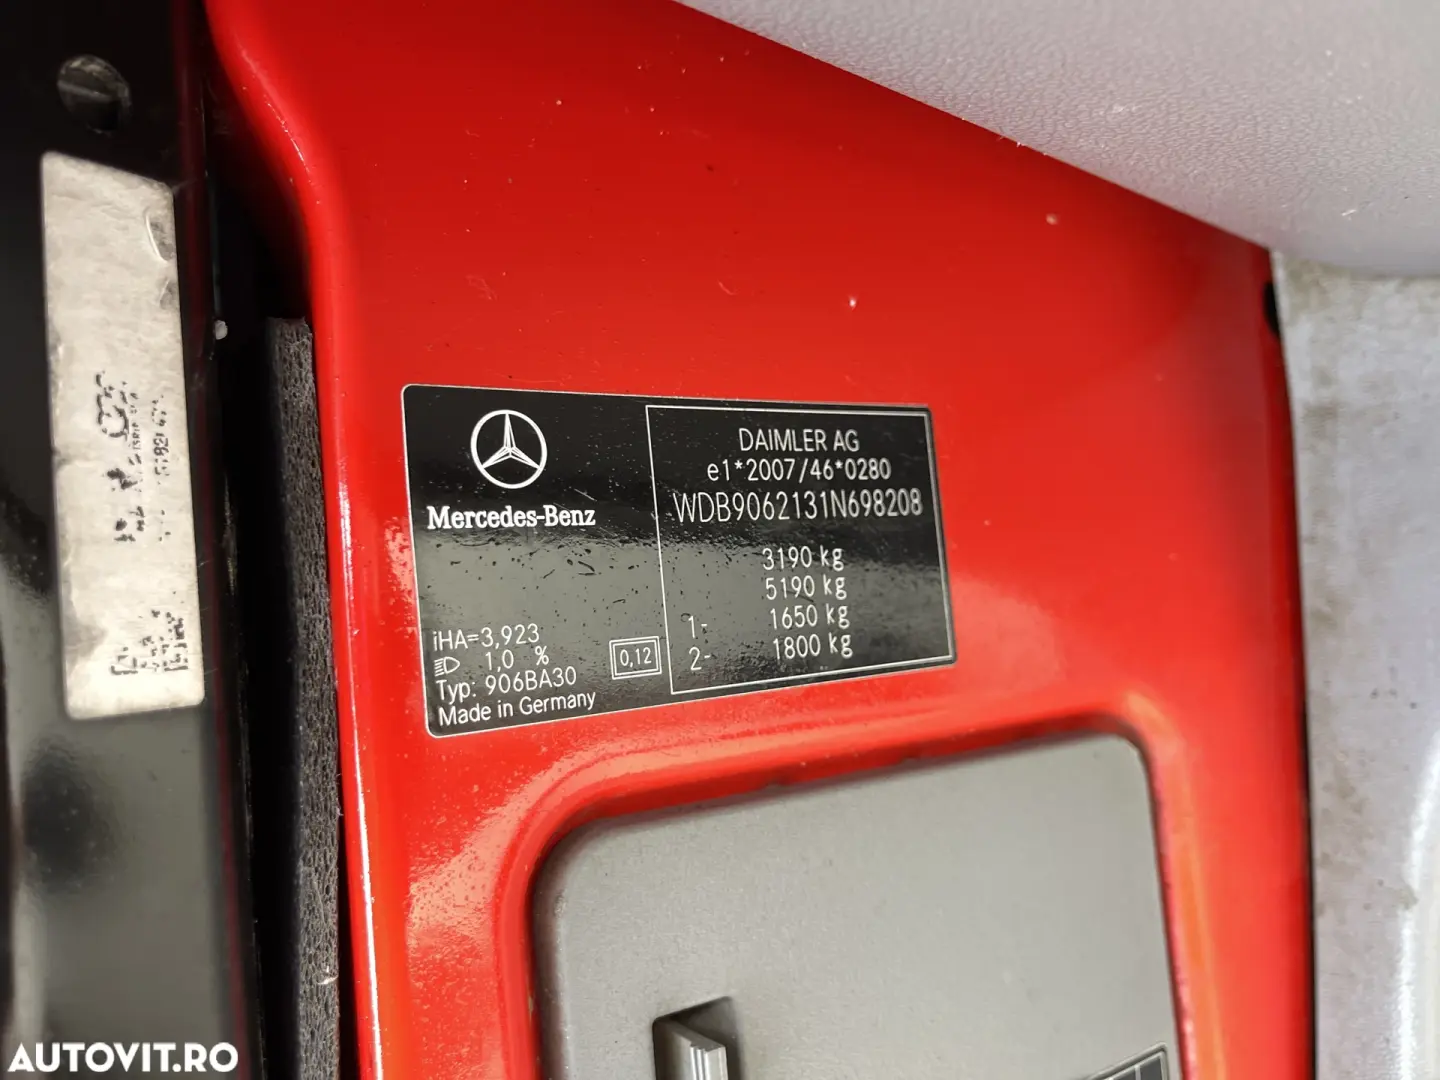 Mercedes-Benz
iHA=3,923
1,0 %
Typ: 906BA30
Made in Germany
0,12
DAIMLER AG
e1*2007/46*0280
WDB9062131N698208
3190 kg
5190 kg
1- 1650 kg
2- 1800 kg
AUTOVIT.RO